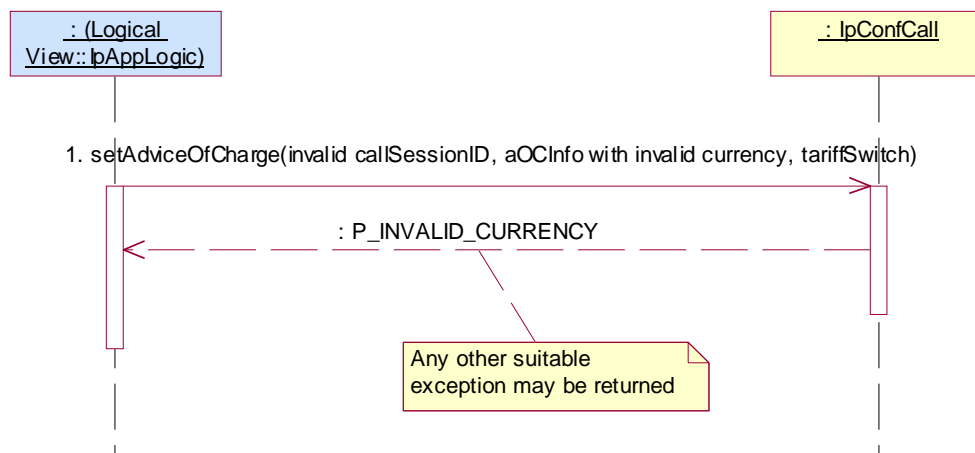 : (Logical
View::IpAppLogic)
: IpConfCall
1. setAdviceOfCharge(invalid callSessionID, aOCInfo with invalid currency, tariffSwitch)
: P_INVALID_CURRENCY
Any other suitable
exception may be returned